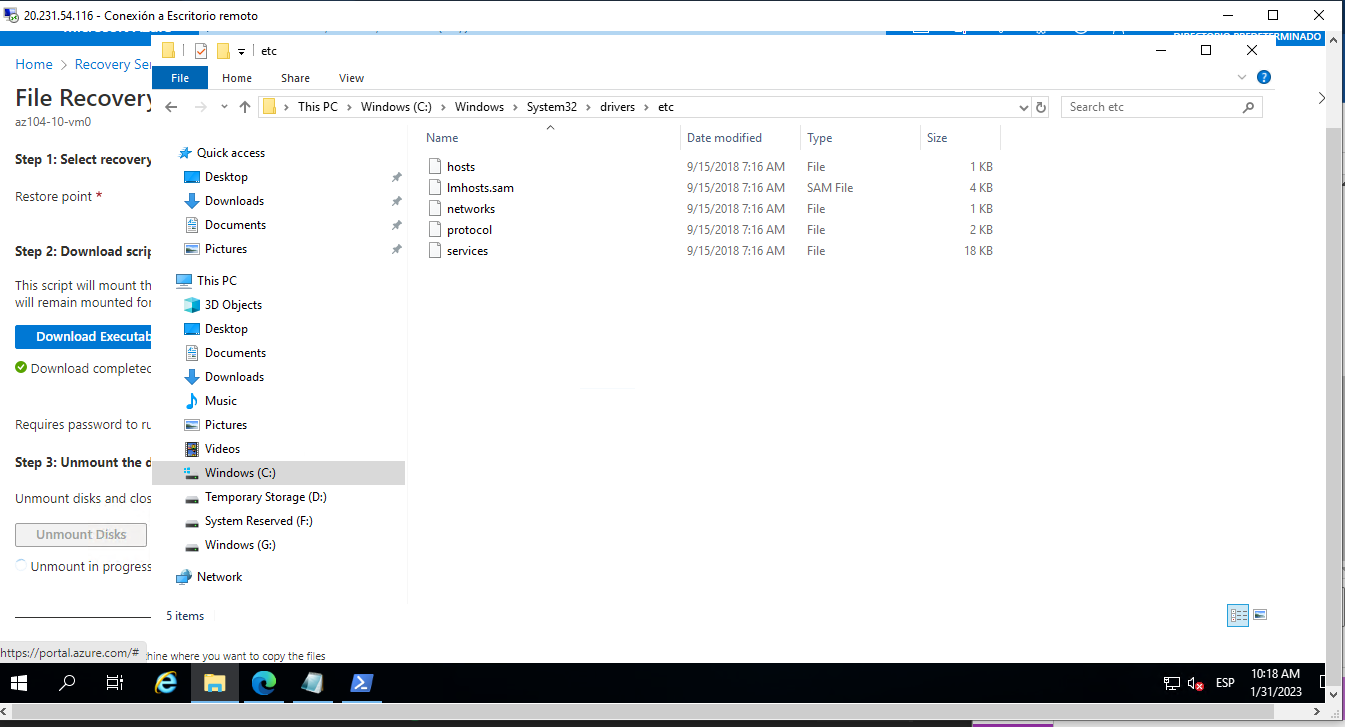 20.231.54.116 - Conexión a Escritorio remoto
DIRECTORIO PREDETERMINADO
etc
Home > Recovery Se
File Home Share View
File Recovery
az104-10-vm0
This PC > Windows (C:) > Windows > System32 > drivers > etc
Search etc
Name Date modified Type Size
hosts 9/15/2018 7:16 AM File 1 KB
lmhosts.sam 9/15/2018 7:16 AM SAM File 4 KB
networks 9/15/2018 7:16 AM File 1 KB
protocol 9/15/2018 7:16 AM File 2 KB
services 9/15/2018 7:16 AM File 18 KB
Quick access
Desktop
Downloads
Documents
Pictures
This PC
3D Objects
Desktop
Documents
Downloads
Music
Pictures
Videos
Windows (C:)
Temporary Storage (D:)
System Reserved (F:)
Windows (G:)
Network
5 items
Step 1: Select recovery
Restore point *
Step 2: Download scrip
This script will mount th
will remain mounted for
Download Executab
Download completed
Requires password to ru
Step 3: Unmount the d
Unmount disks and clos
Unmount Disks
Unmount in progress
https://portal.azure.com/#
hine where you want to copy the files
ESP
10:18 AM
1/31/2023